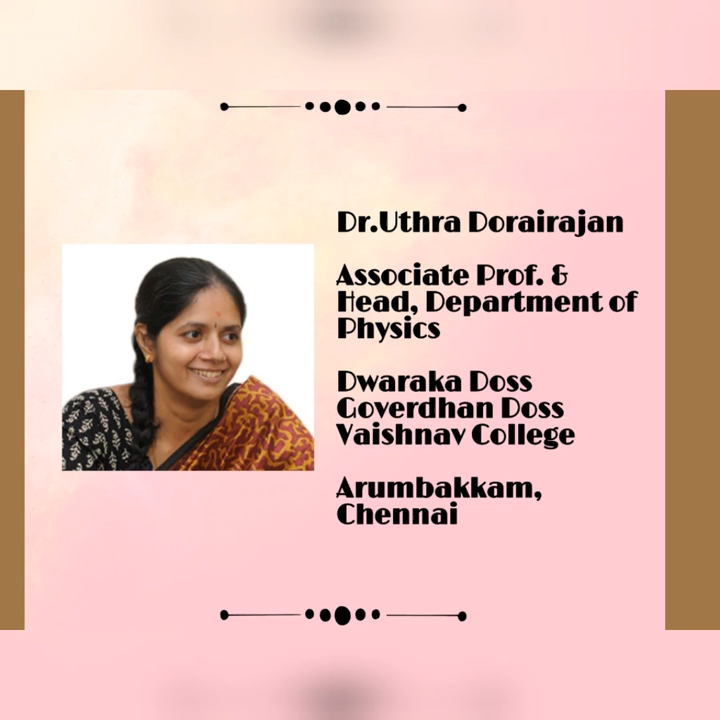 Dr.Uthra Dorairajan
Associate Prof. &
Head, Department of
Physics
Dwaraka Doss
Goverdhan Doss
Vaishnav College
Arumbakkam,
Chennai